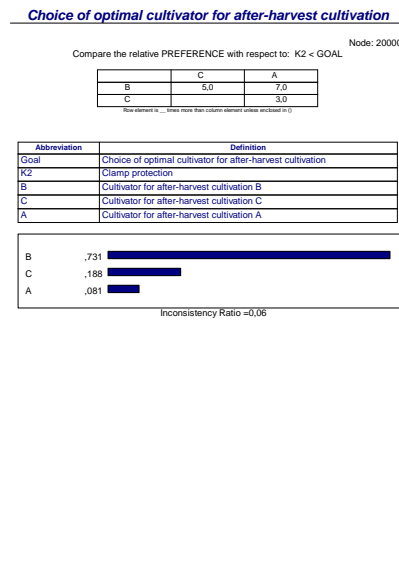 Choice of optimal cultivator for after-harvest cultivation
Node: 20000
Compare the relative PREFERENCE with respect to: K2 < GOAL
C A
B 5,0 7,0
C 3,0
Row element is __ times more than column element unless enclosed in ()
Abbreviation Definition
Goal Choice of optimal cultivator for after-harvest cultivation
K2 Clamp protection
B Cultivator for after-harvest cultivation B
C Cultivator for after-harvest cultivation C
A Cultivator for after-harvest cultivation A
B ,731
C ,188
A ,081
Inconsistency Ratio =0,06